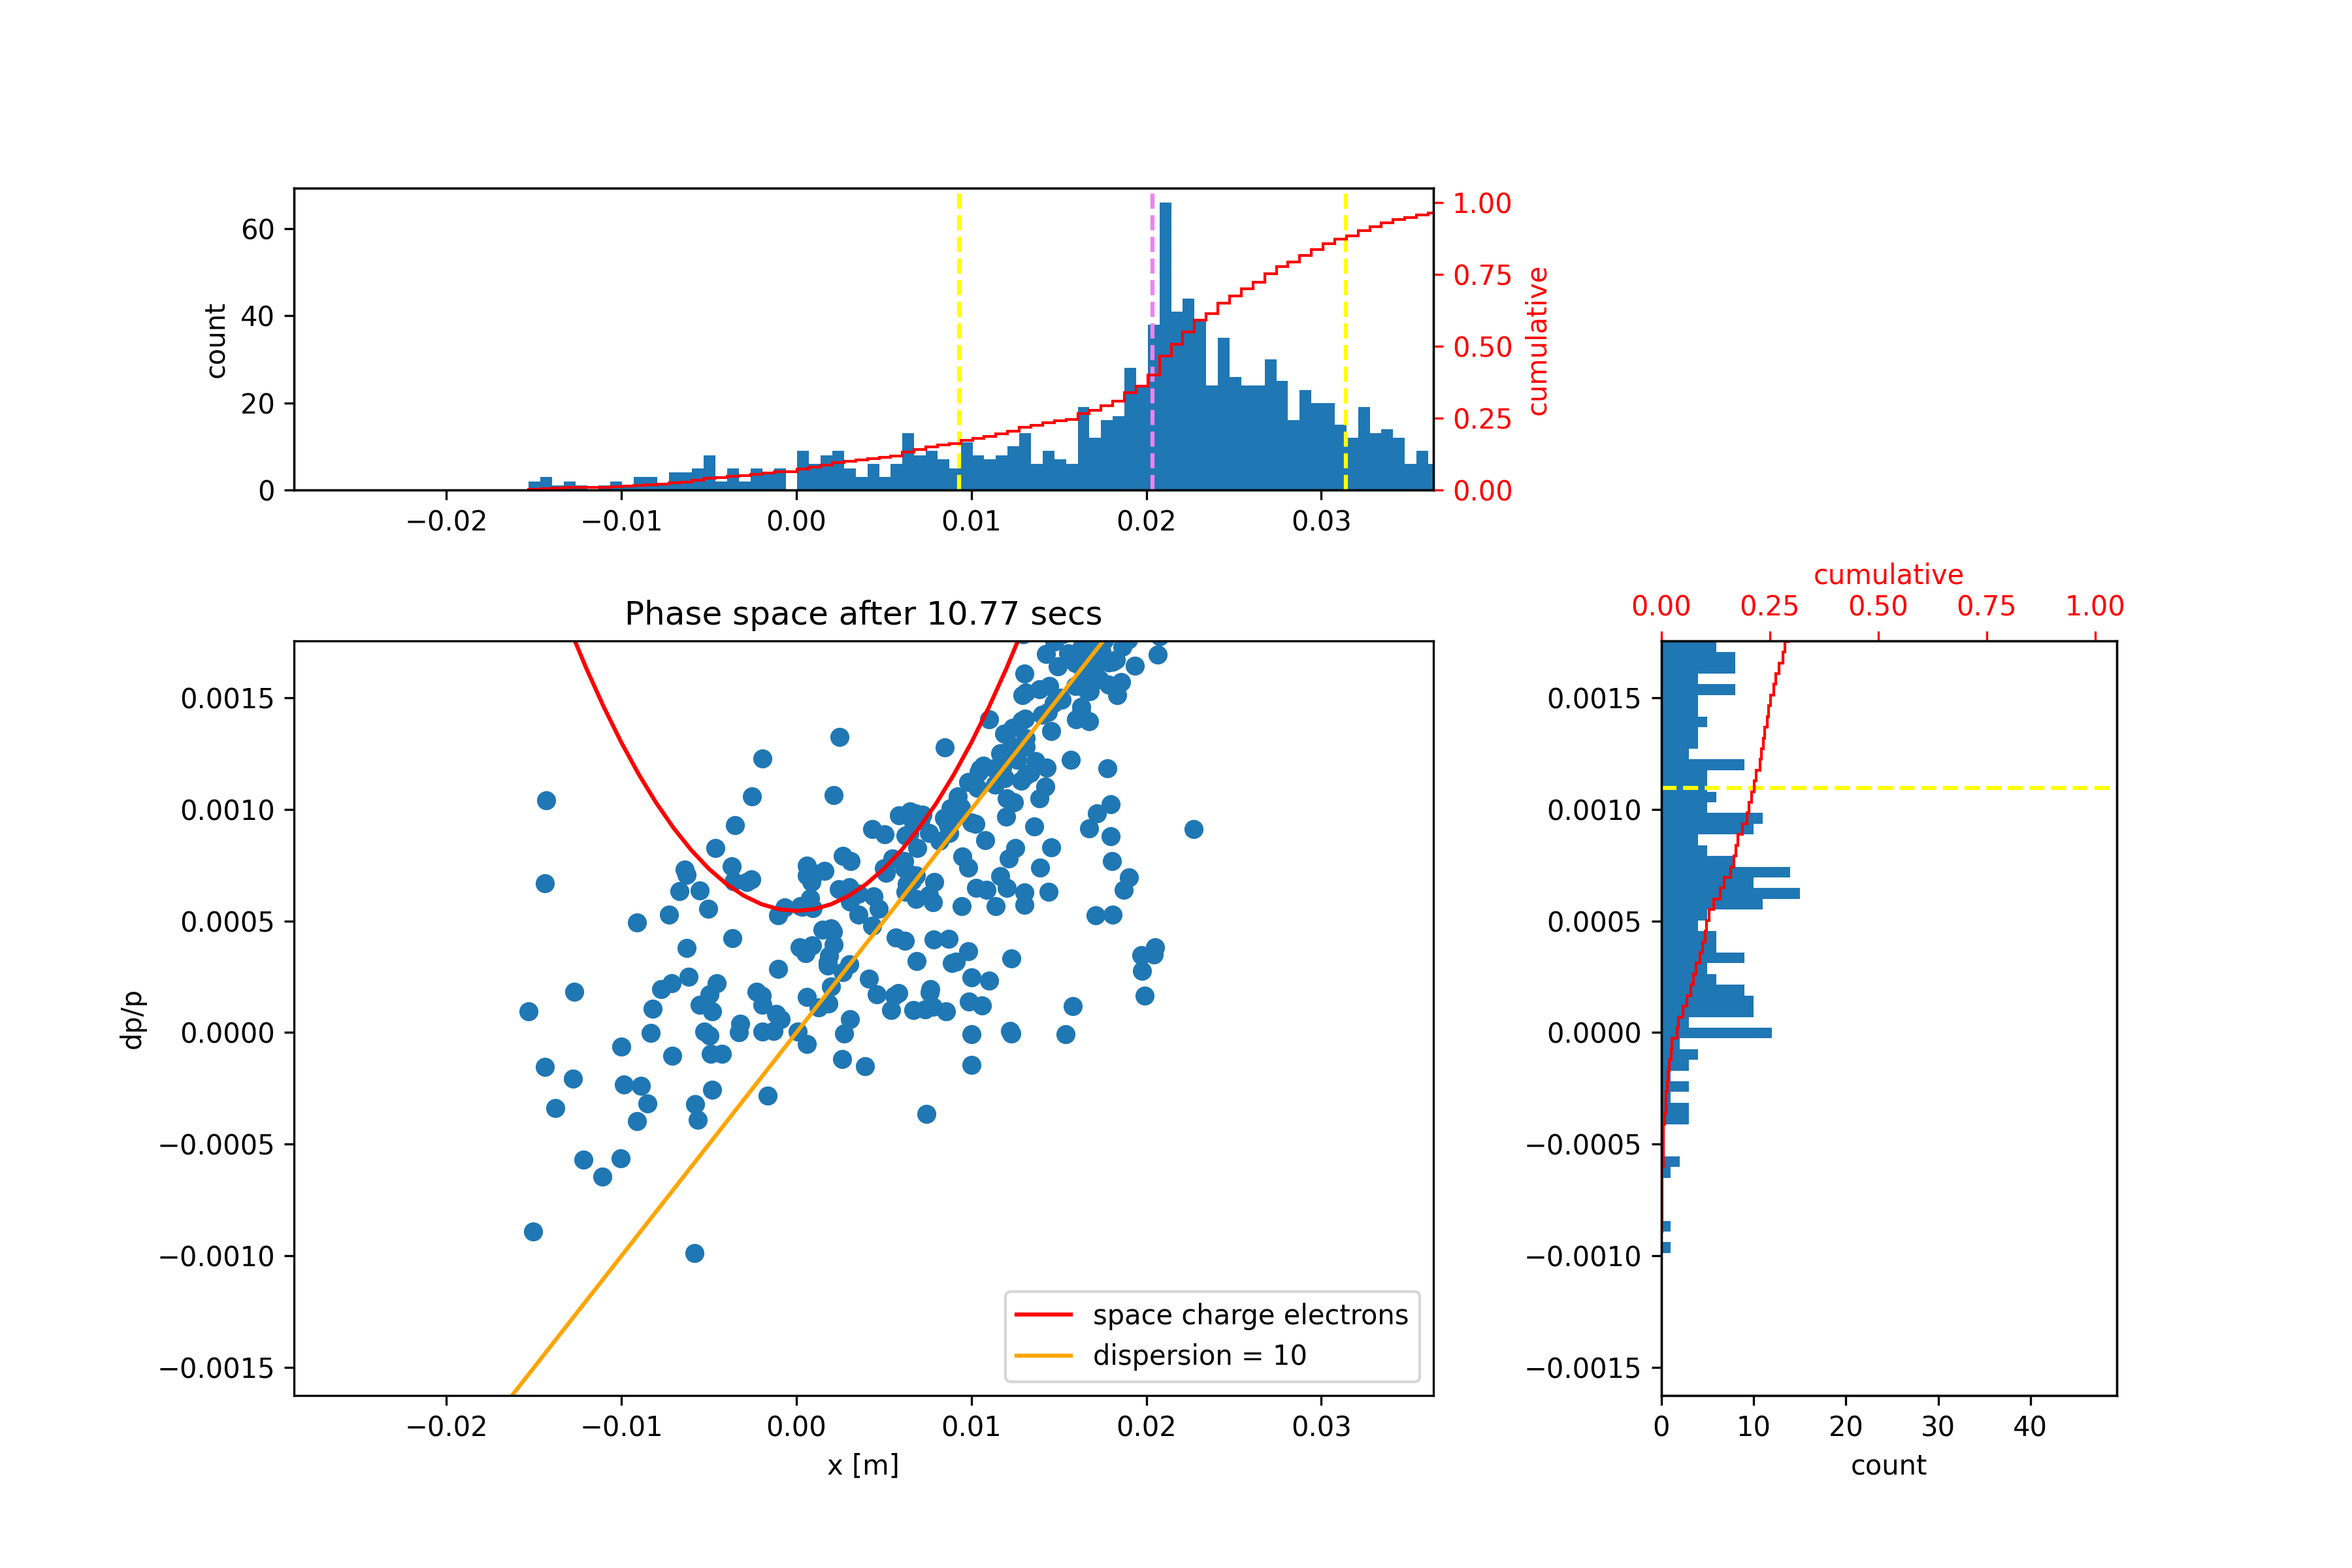 60
40
20
0
count
1.00
0.75
0.50
0.25
0.00
cumulative
−0.02 −0.01 0.00 0.01 0.02 0.03
Phase space after 10.77 secs
0.0015
0.0010
0.0005
0.0000
−0.0005
−0.0010
−0.0015
dp/p
space charge electrons
dispersion = 10
−0.02 −0.01 0.00 0.01 0.02 0.03
x [m]
cumulative
0.00 0.25 0.50 0.75 1.00
0.0015
0.0010
0.0005
0.0000
−0.0005
−0.0010
−0.0015
0 10 20 30 40
count